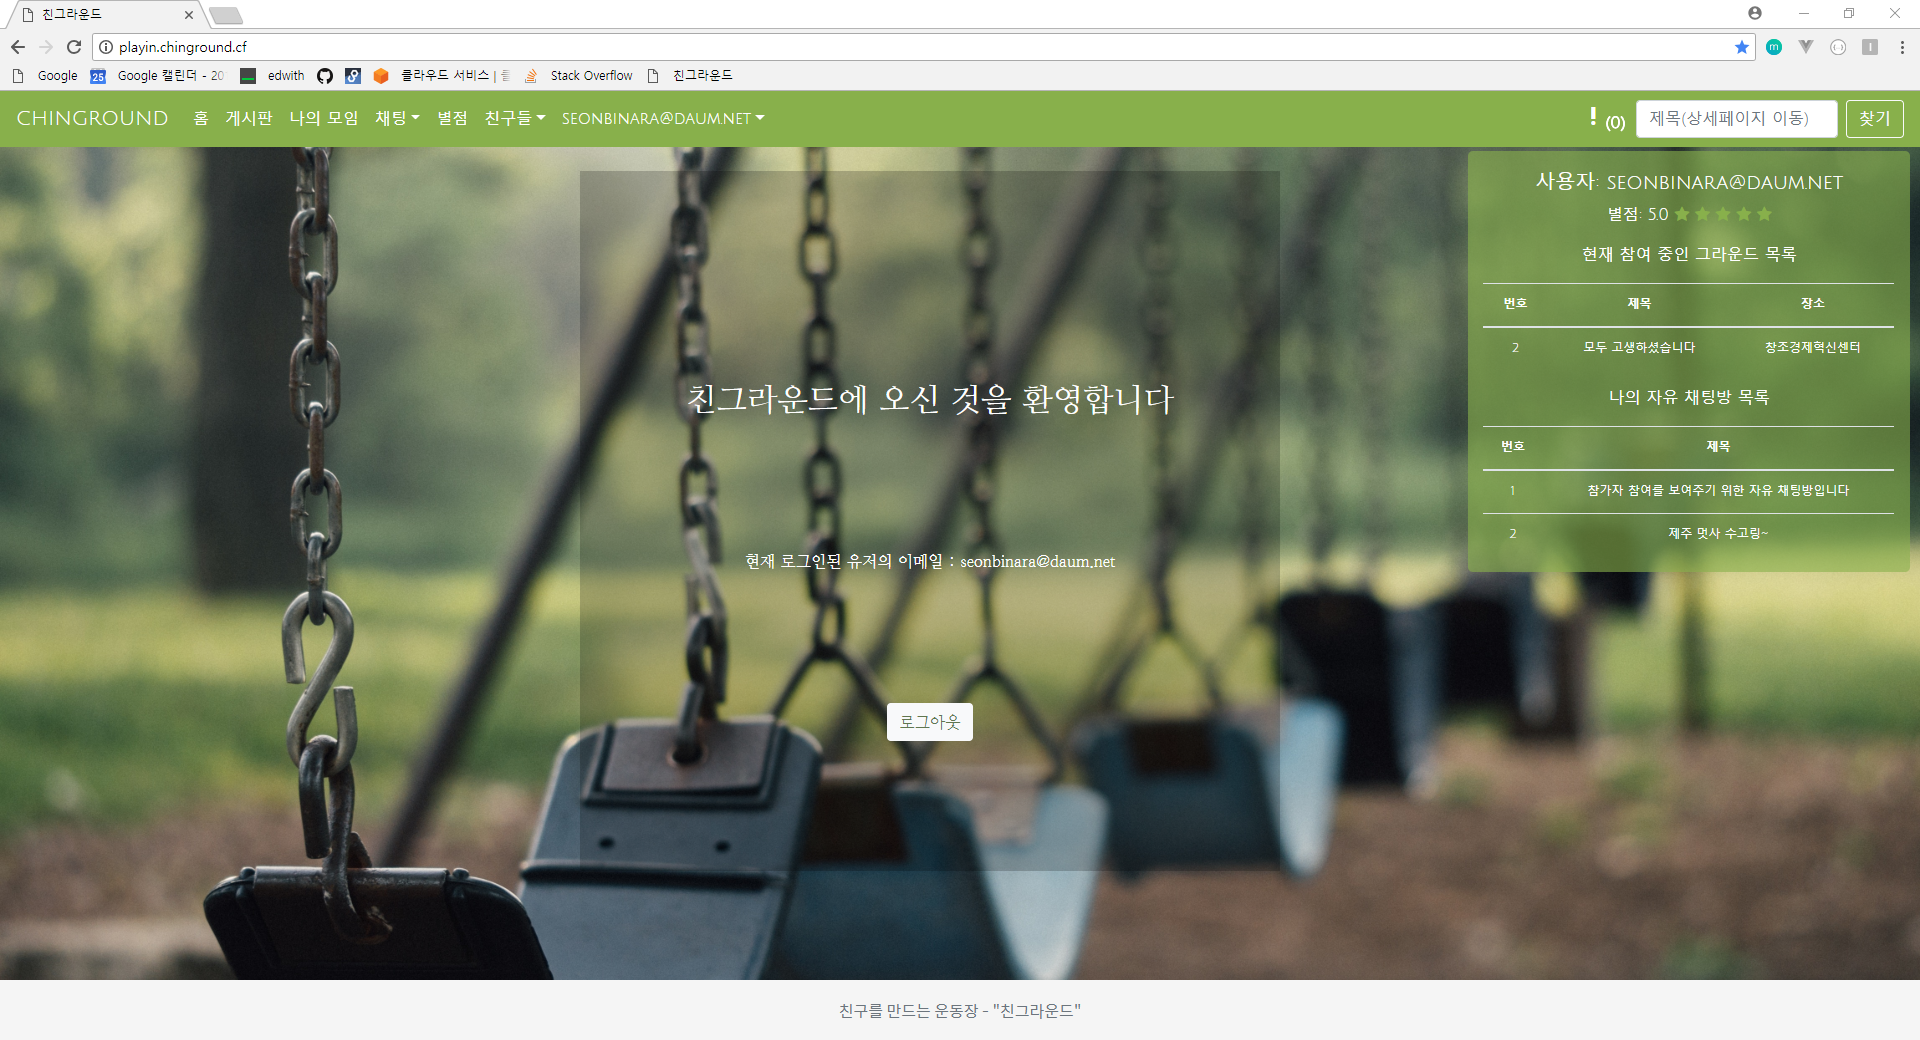 친그라운드
playin.chinground.cf
Google
Google 캘린더 - 20
edwith
클라우드 서비스 |
Stack Overflow
친그라운드
CHINGROUND 홈 게시판 나의 모임 채팅 별점 친구들 SEONBINARA@DAUM.NET
! (0) 제목(상세페이지 이동) 찾기
사용자: SEONBINARA@DAUM.NET
별점: 5.0
현재 참여 중인 그라운드 목록
번호 제목 장소
2 모두 고생하셨습니다 창조경제혁신센터
나의 자유 채팅방 목록
번호 제목
1 참가자 참여를 보여주기 위한 자유 채팅방입니다
2 제주 멋사 수고링~
친그라운드에 오신 것을 환영합니다
현재 로그인된 유저의 이메일 : seonbinara@daum.net
로그아웃
친구를 만드는 운동장 - "친그라운드"